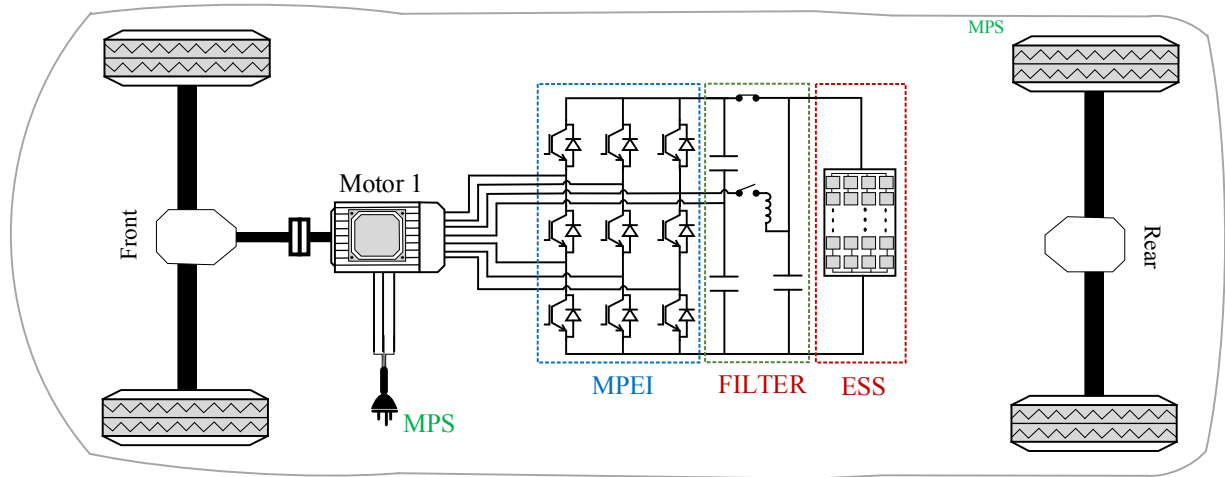 MPS
Motor 1
Front
Rear
MPEI
FILTER
ESS
MPS